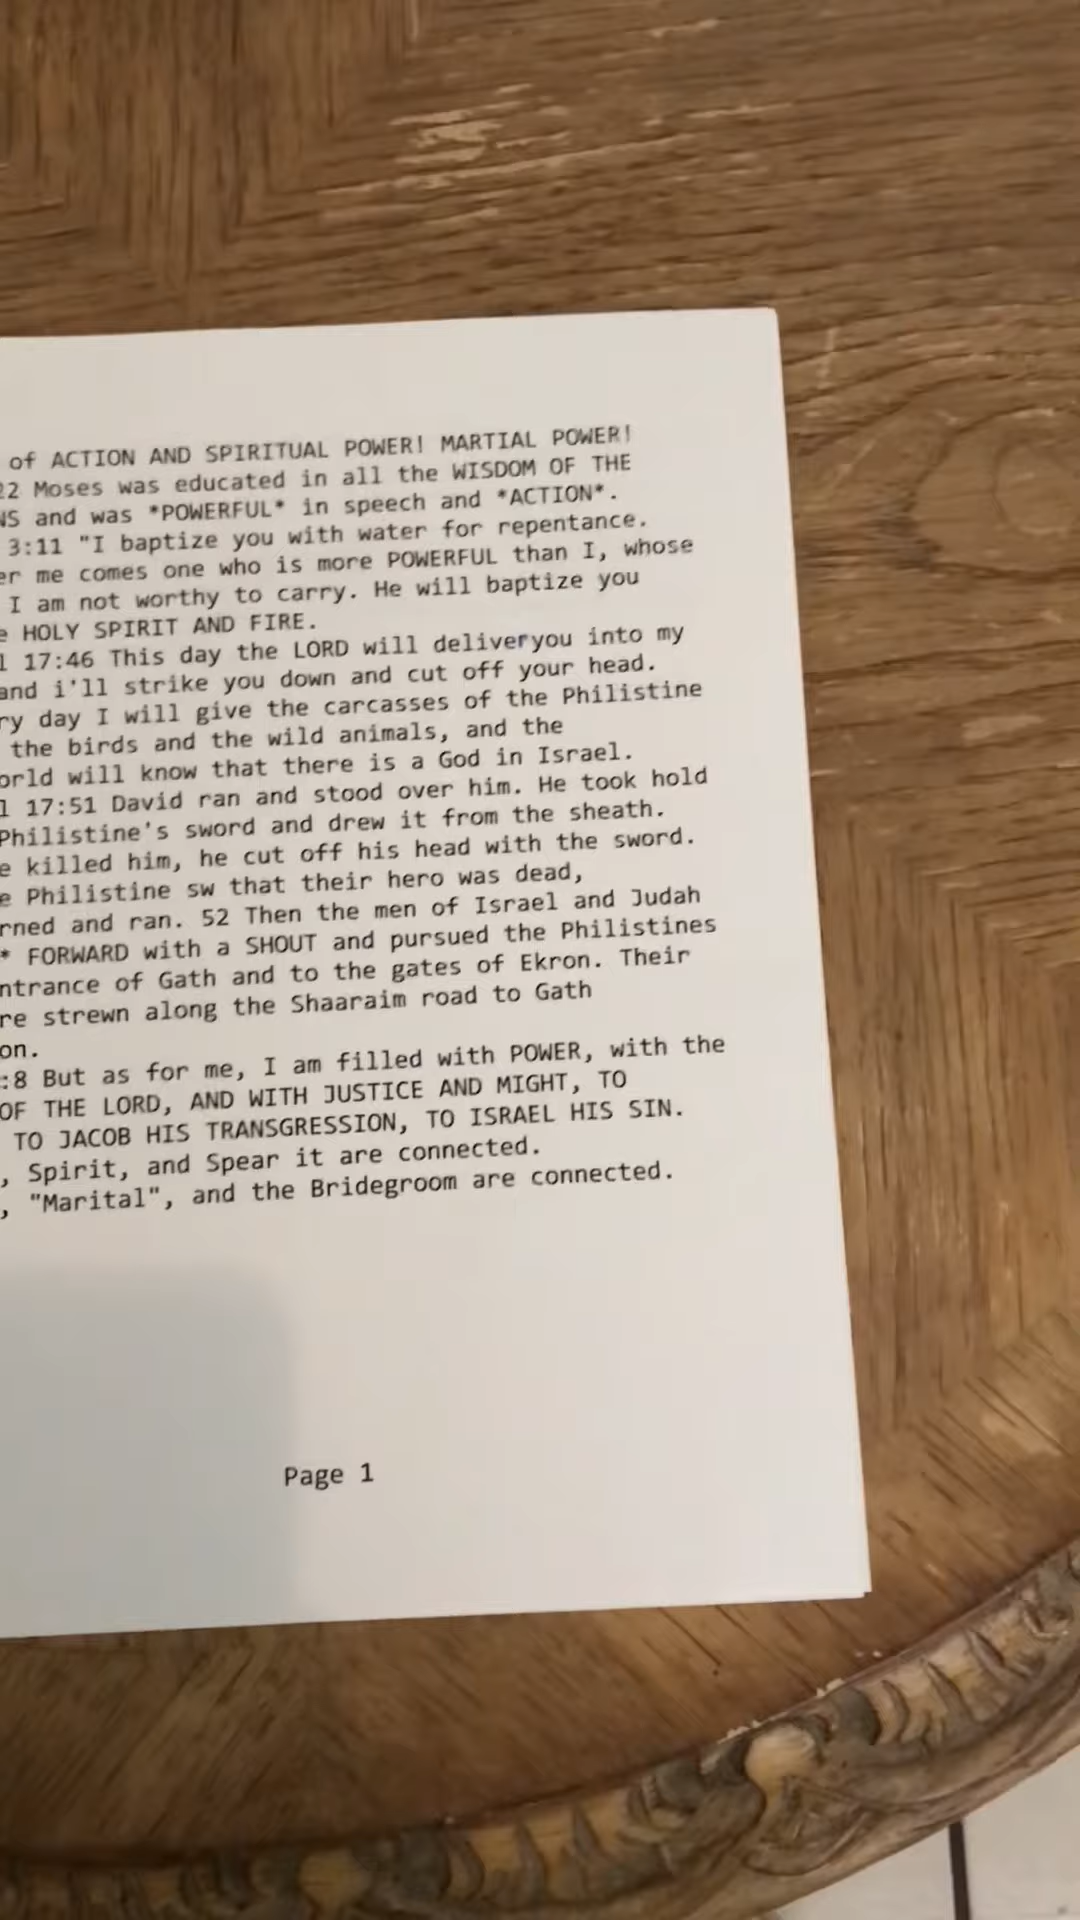 of ACTION AND SPIRITUAL POWER! MARTIAL POWER!
22 Moses was educated in all the WISDOM OF THE
NS and was *POWERFUL* in speech and *ACTION*.
3:11 "I baptize you with water for repentance.
er me comes one who is more POWERFUL than I, whose
I am not worthy to carry. He will baptize you
e HOLY SPIRIT AND FIRE.
l 17:46 This day the LORD will deliveryou into my
and i'll strike you down and cut off your head.
ry day I will give the carcasses of the Philistine
the birds and the wild animals, and the
orld will know that there is a God in Israel.
l 17:51 David ran and stood over him. He took hold
Philistine's sword and drew it from the sheath.
e killed him, he cut off his head with the sword.
e Philistine sw that their hero was dead,
rned and ran. 52 Then the men of Israel and Judah
* FORWARD with a SHOUT and pursued the Philistines
ntrance of Gath and to the gates of Ekron. Their
re strewn along the Shaaraim road to Gath
on.
:8 But as for me, I am filled with POWER, with the
OF THE LORD, AND WITH JUSTICE AND MIGHT, TO
TO JACOB HIS TRANSGRESSION, TO ISRAEL HIS SIN.
, Spirit, and Spear it are connected.
, "Marital", and the Bridegroom are connected.
Page 1